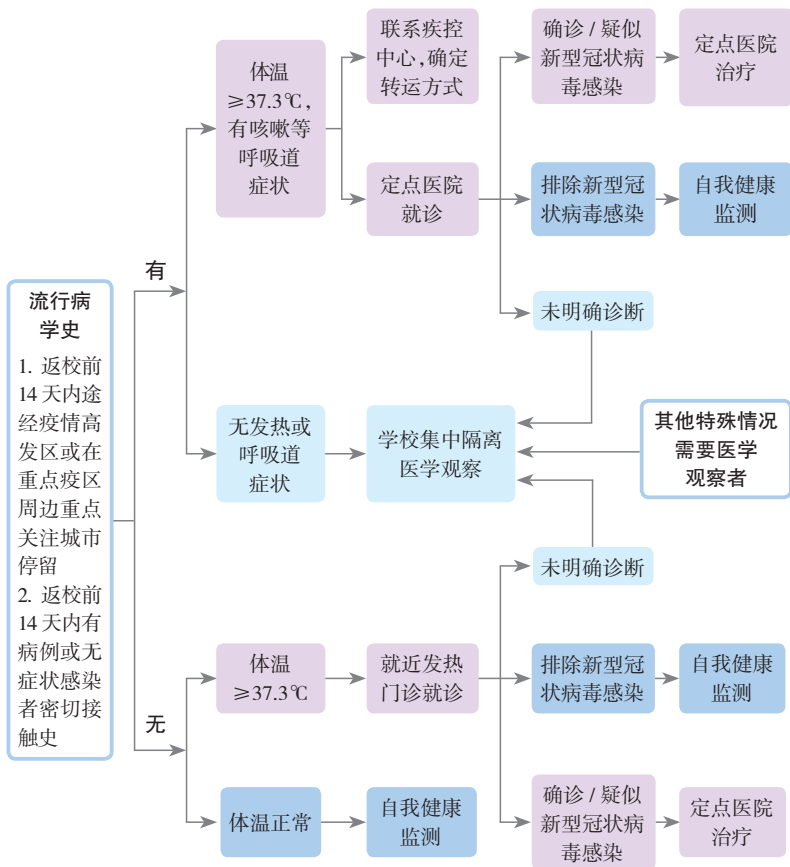 流行病
学史
1. 返校前
14天内途
经疫情高
发区或在
重点疫区
周边重点
关注城市
停留
2. 返校前
14天内有
病例或无
症状感染
者密切接
触史
有
体温
≥37.3℃,
有咳嗽等
呼吸道
症状
联系疾控
中心,确定
转运方式
定点医院
就诊
确诊/疑似
新型冠状病
毒感染
定点医院
治疗
排除新型冠
状病毒感染
自我健康
监测
未明确诊断
无发热或
呼吸道
症状
学校集中隔离
医学观察
其他特殊情况
需要医学
观察者
无
体温
≥37.3℃
就近发热
门诊就诊
未明确诊断
排除新型冠
状病毒感染
自我健康
监测
确诊/疑似
新型冠状病
毒感染
定点医院
治疗
体温正常
自我健康
监测